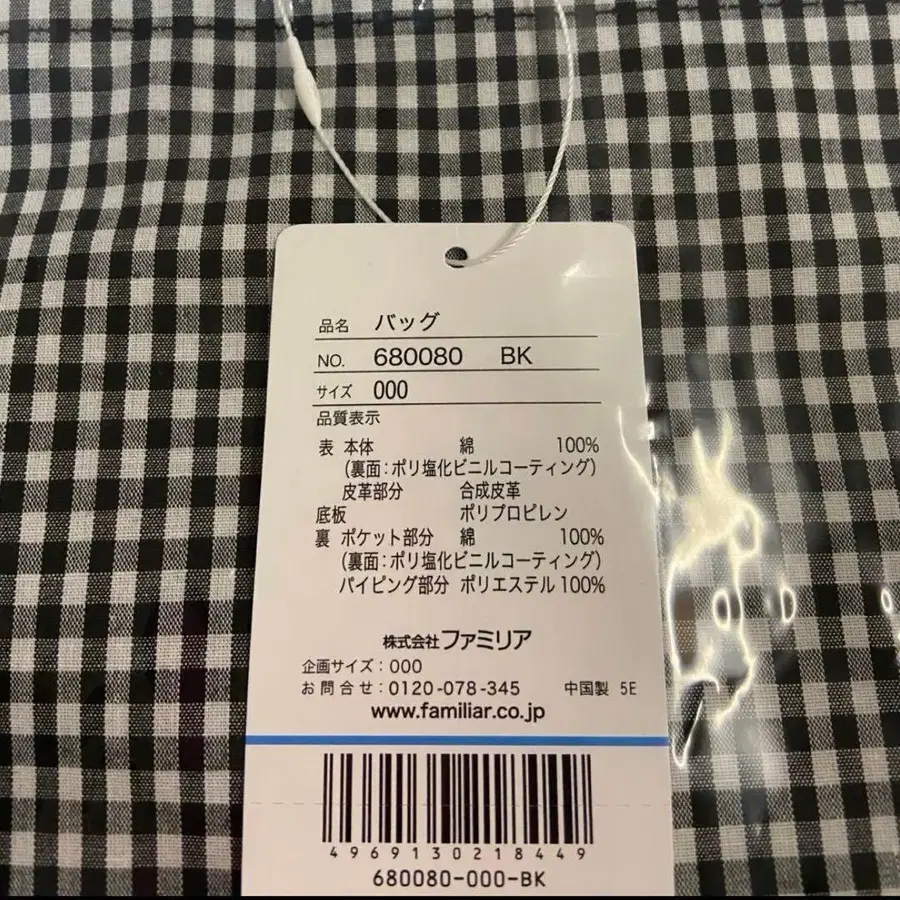 品名 バッグ
NO. 680080 BK
サイズ 000
品質表示
表 本体 綿 100%
(裏面:ポリ塩化ビニルコーティング)
皮革部分 合成皮革
底板 ポリプロピレン
裏 ポケット部分 綿 100%
(裏面:ポリ塩化ビニルコーティング)
パイピング部分 ポリエステル 100%
株式会社ファミリア
企画サイズ:000
お問合せ:0120-078-345 中国製 5E
www.familiar.co.jp
4969130218449
680080-000-BK